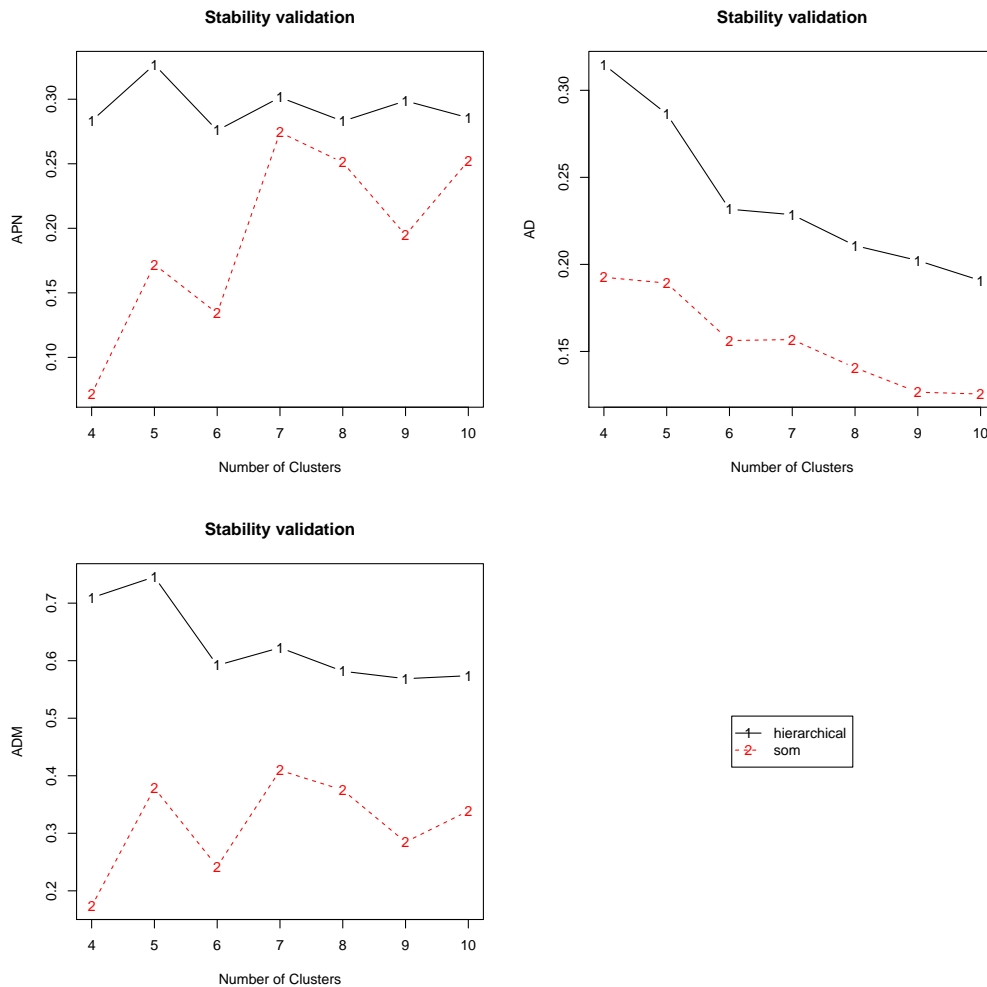 Stability validation
APN
0.30
0.25
0.20
0.15
0.10
1 1 1 1 1 1 1
2 2 2 2 2 2 2
4 5 6 7 8 9 10
Number of Clusters
Stability validation
AD
0.30
0.25
0.20
0.15
1 1 1 1 1 1 1
2 2 2 2 2 2 2
4 5 6 7 8 9 10
Number of Clusters
Stability validation
ADM
0.7
0.6
0.5
0.4
0.3
0.2
1 1 1 1 1 1 1
2 2 2 2 2 2 2
4 5 6 7 8 9 10
Number of Clusters
1 hierarchical
2 som